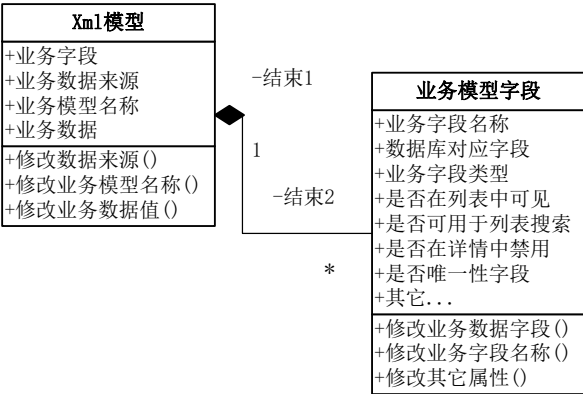 Xml模型
+业务字段
+业务数据来源
+业务模型名称
+业务数据
+修改数据来源()
+修改业务模型名称()
+修改业务数据值()
-结束1
1
-结束2
*
业务模型字段
+业务字段名称
+数据库对应字段
+业务字段类型
+是否在列表中可见
+是否可用于列表搜索
+是否在详情中禁用
+是否唯一性字段
+其它...
+修改业务数据字段()
+修改业务字段名称()
+修改其它属性()